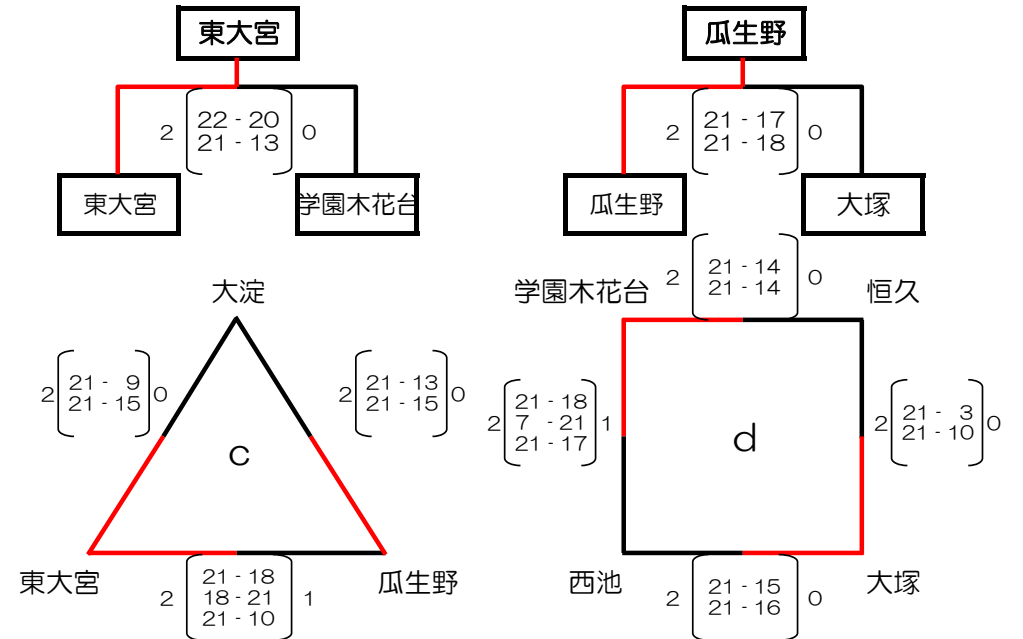 東大宮
瓜生野
2 22 - 20 0
21 - 13
2 21 - 17 0
21 - 18
東大宮
学園木花台
瓜生野
大塚
大淀
学園木花台
2 21 - 14 0
21 - 14
恒久
2 21 - 9 0
21 - 15
2 21 - 13 0
21 - 15
2 21 - 18 1
7 - 21
21 - 17
2 21 - 3 0
21 - 10
c
d
東大宮
2 21 - 18 1
18 - 21
21 - 10
瓜生野
西池
2 21 - 15 0
21 - 16
大塚